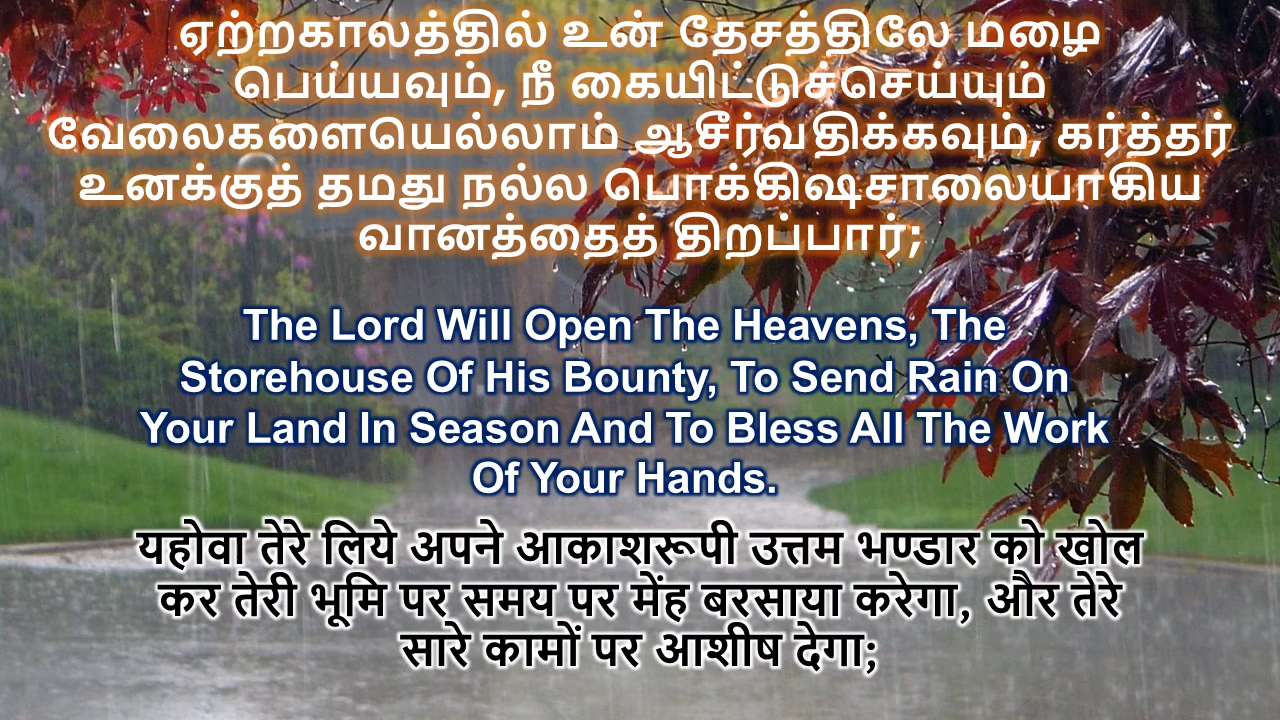 ஏற்றகாலத்தில் உன் தேசத்திலே மழை
பெய்யவும், நீ கையிட்டுச்செய்யும்
வேலைகளையெல்லாம் ஆசீர்வதிக்கவும், கர்த்தர்
உனக்குத் தமது நல்ல பொக்கிஷசாலையாகிய
வானத்தைத் திறப்பார்;
The Lord Will Open The Heavens, The
Storehouse Of His Bounty, To Send Rain On
Your Land In Season And To Bless All The Work
Of Your Hands.
यहोवा तेरे लिये अपने आकाशरूपी उत्तम भण्डार को खोल
कर तेरी भूमि पर समय पर मेंह बरसाया करेगा, और तेरे
सारे कामों पर आशीष देगा;